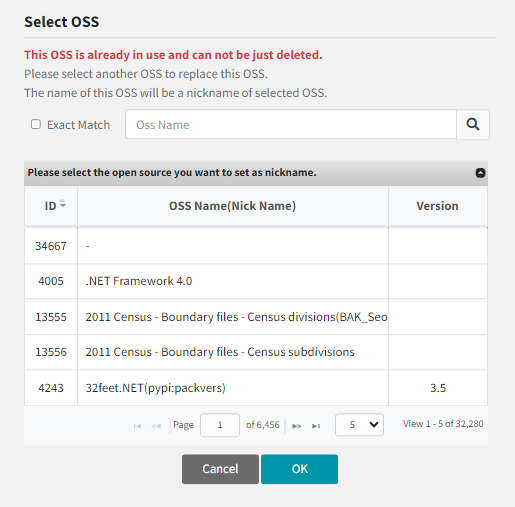 Select OSS
This OSS is already in use and can not be just deleted.
Please select another OSS to replace this OSS.
The name of this OSS will be a nickname of selected OSS.
Exact Match Oss Name
Please select the open source you want to set as nickname.
ID OSS Name(Nick Name) Version
34667 -
4005 .NET Framework 4.0
13555 2011 Census - Boundary files - Census divisions(BAK_Seo
13556 2011 Census - Boundary files - Census subdivisions
4243 32feet.NET(pypi:packvers) 3.5
Page 1 of 6,456 5 View 1 - 5 of 32,280
Cancel OK